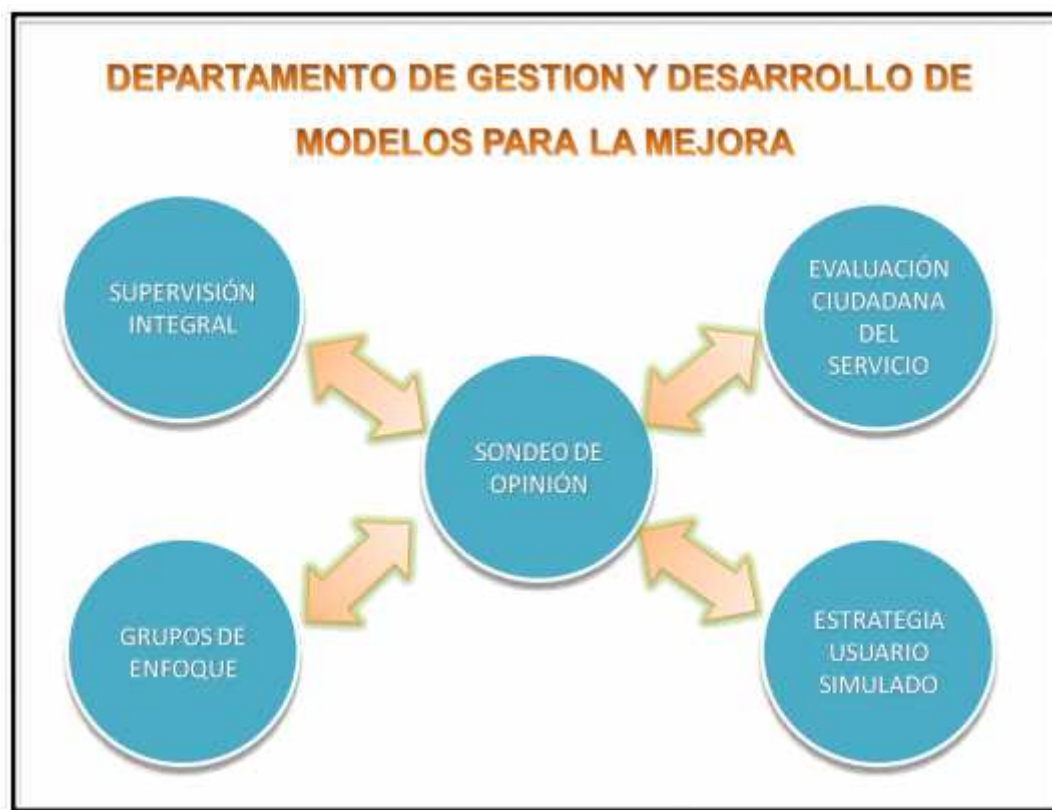 DEPARTAMENTO DE GESTION Y DESARROLLO DE
MODELOS PARA LA MEJORA
SUPERVISIÓN
INTEGRAL
EVALUACIÓN
CIUDADANA
DEL
SERVICIO
SONDEO DE
OPINIÓN
GRUPOS DE
ENFOQUE
ESTRATEGIA
USUARIO
SIMULADO